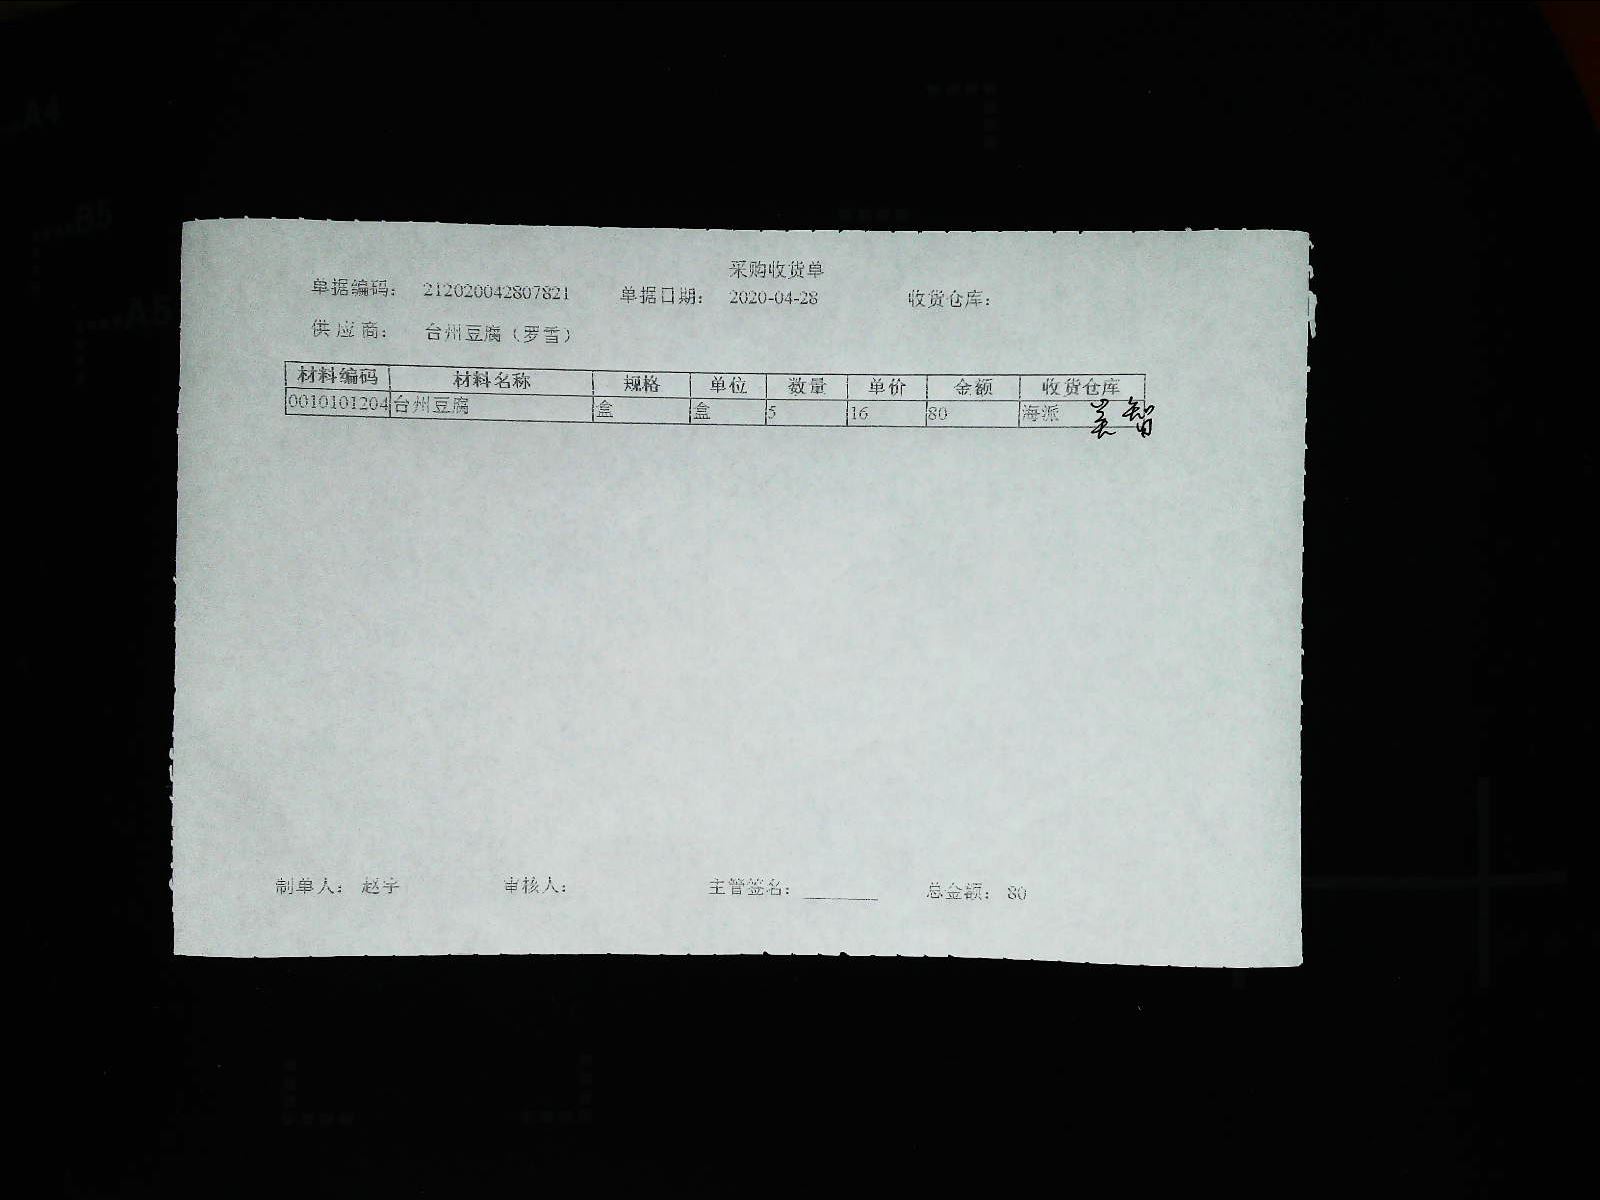 采购收货单
单据编码: 212020042807821 单据日期: 2020-04-28 收货仓库:
供应商: 台州豆腐（罗雪）
材料编码 材料名称 规格 单位 数量 单价 金额 收货仓库
0010101204 台州豆腐 盒 盒 5 16 80 海派
制单人: 赵宇 审核人: 主管签名: 总金额: 80
A4
B5
A5